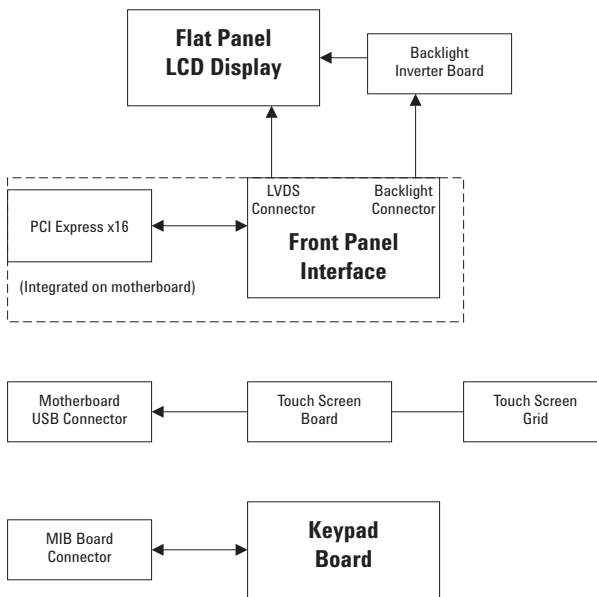 Flat Panel
LCD Display
Backlight
Inverter Board
LVDS
Connector
Backlight
Connector
PCI Express x16
Front Panel
Interface
(Integrated on motherboard)
Motherboard
USB Connector
Touch Screen
Board
Touch Screen
Grid
MIB Board
Connector
Keypad
Board